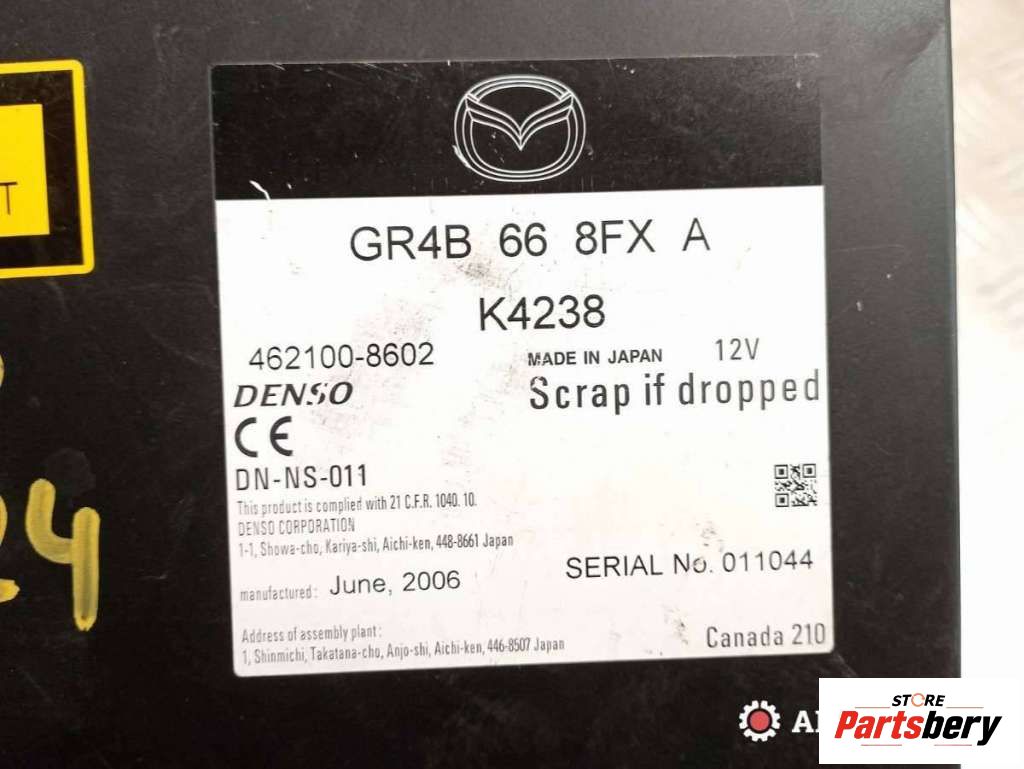 T
24
GR4B 66 8FX A
K4238
462100-8602
MADE IN JAPAN 12V
DENSO
Scrap if dropped
CE
DN-NS-011
This product is complied with 21 C.F.R. 1040.10.
DENSO CORPORATION
1-1, Showa-cho, Kariya-shi, Aichi-ken, 448-8661 Japan
manufactured: June, 2006
SERIAL No. 011044
Address of assembly plant:
1, Shinmichi, Takatana-cho, Anjo-shi, Aichi-ken, 446-8507 Japan
Canada 210
STORE
Partsbery